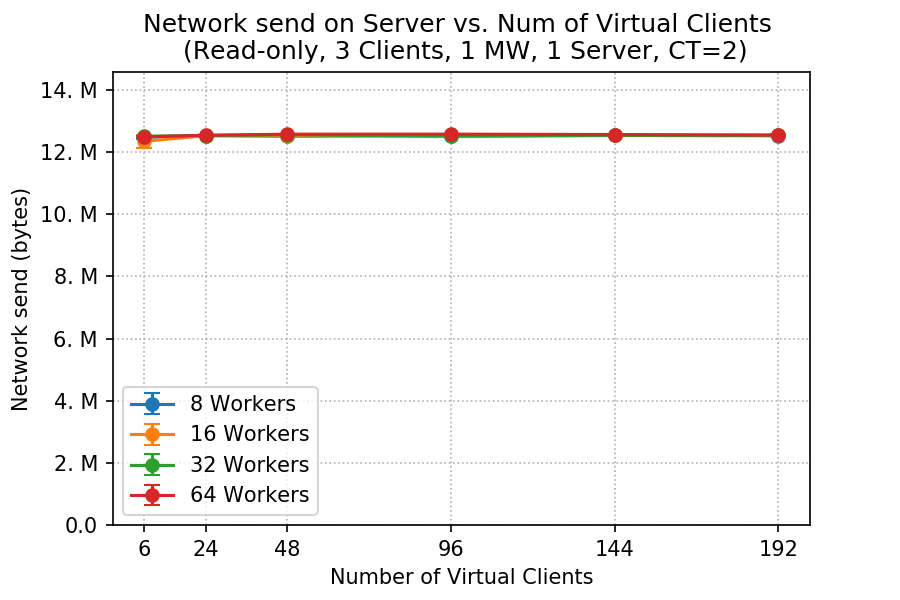 Network send on Server vs. Num of Virtual Clients
(Read-only, 3 Clients, 1 MW, 1 Server, CT=2)
Network send (bytes)
14. M
12. M
10. M
8. M
6. M
4. M
2. M
0.0
8 Workers
16 Workers
32 Workers
64 Workers
6 24 48 96 144 192
Number of Virtual Clients